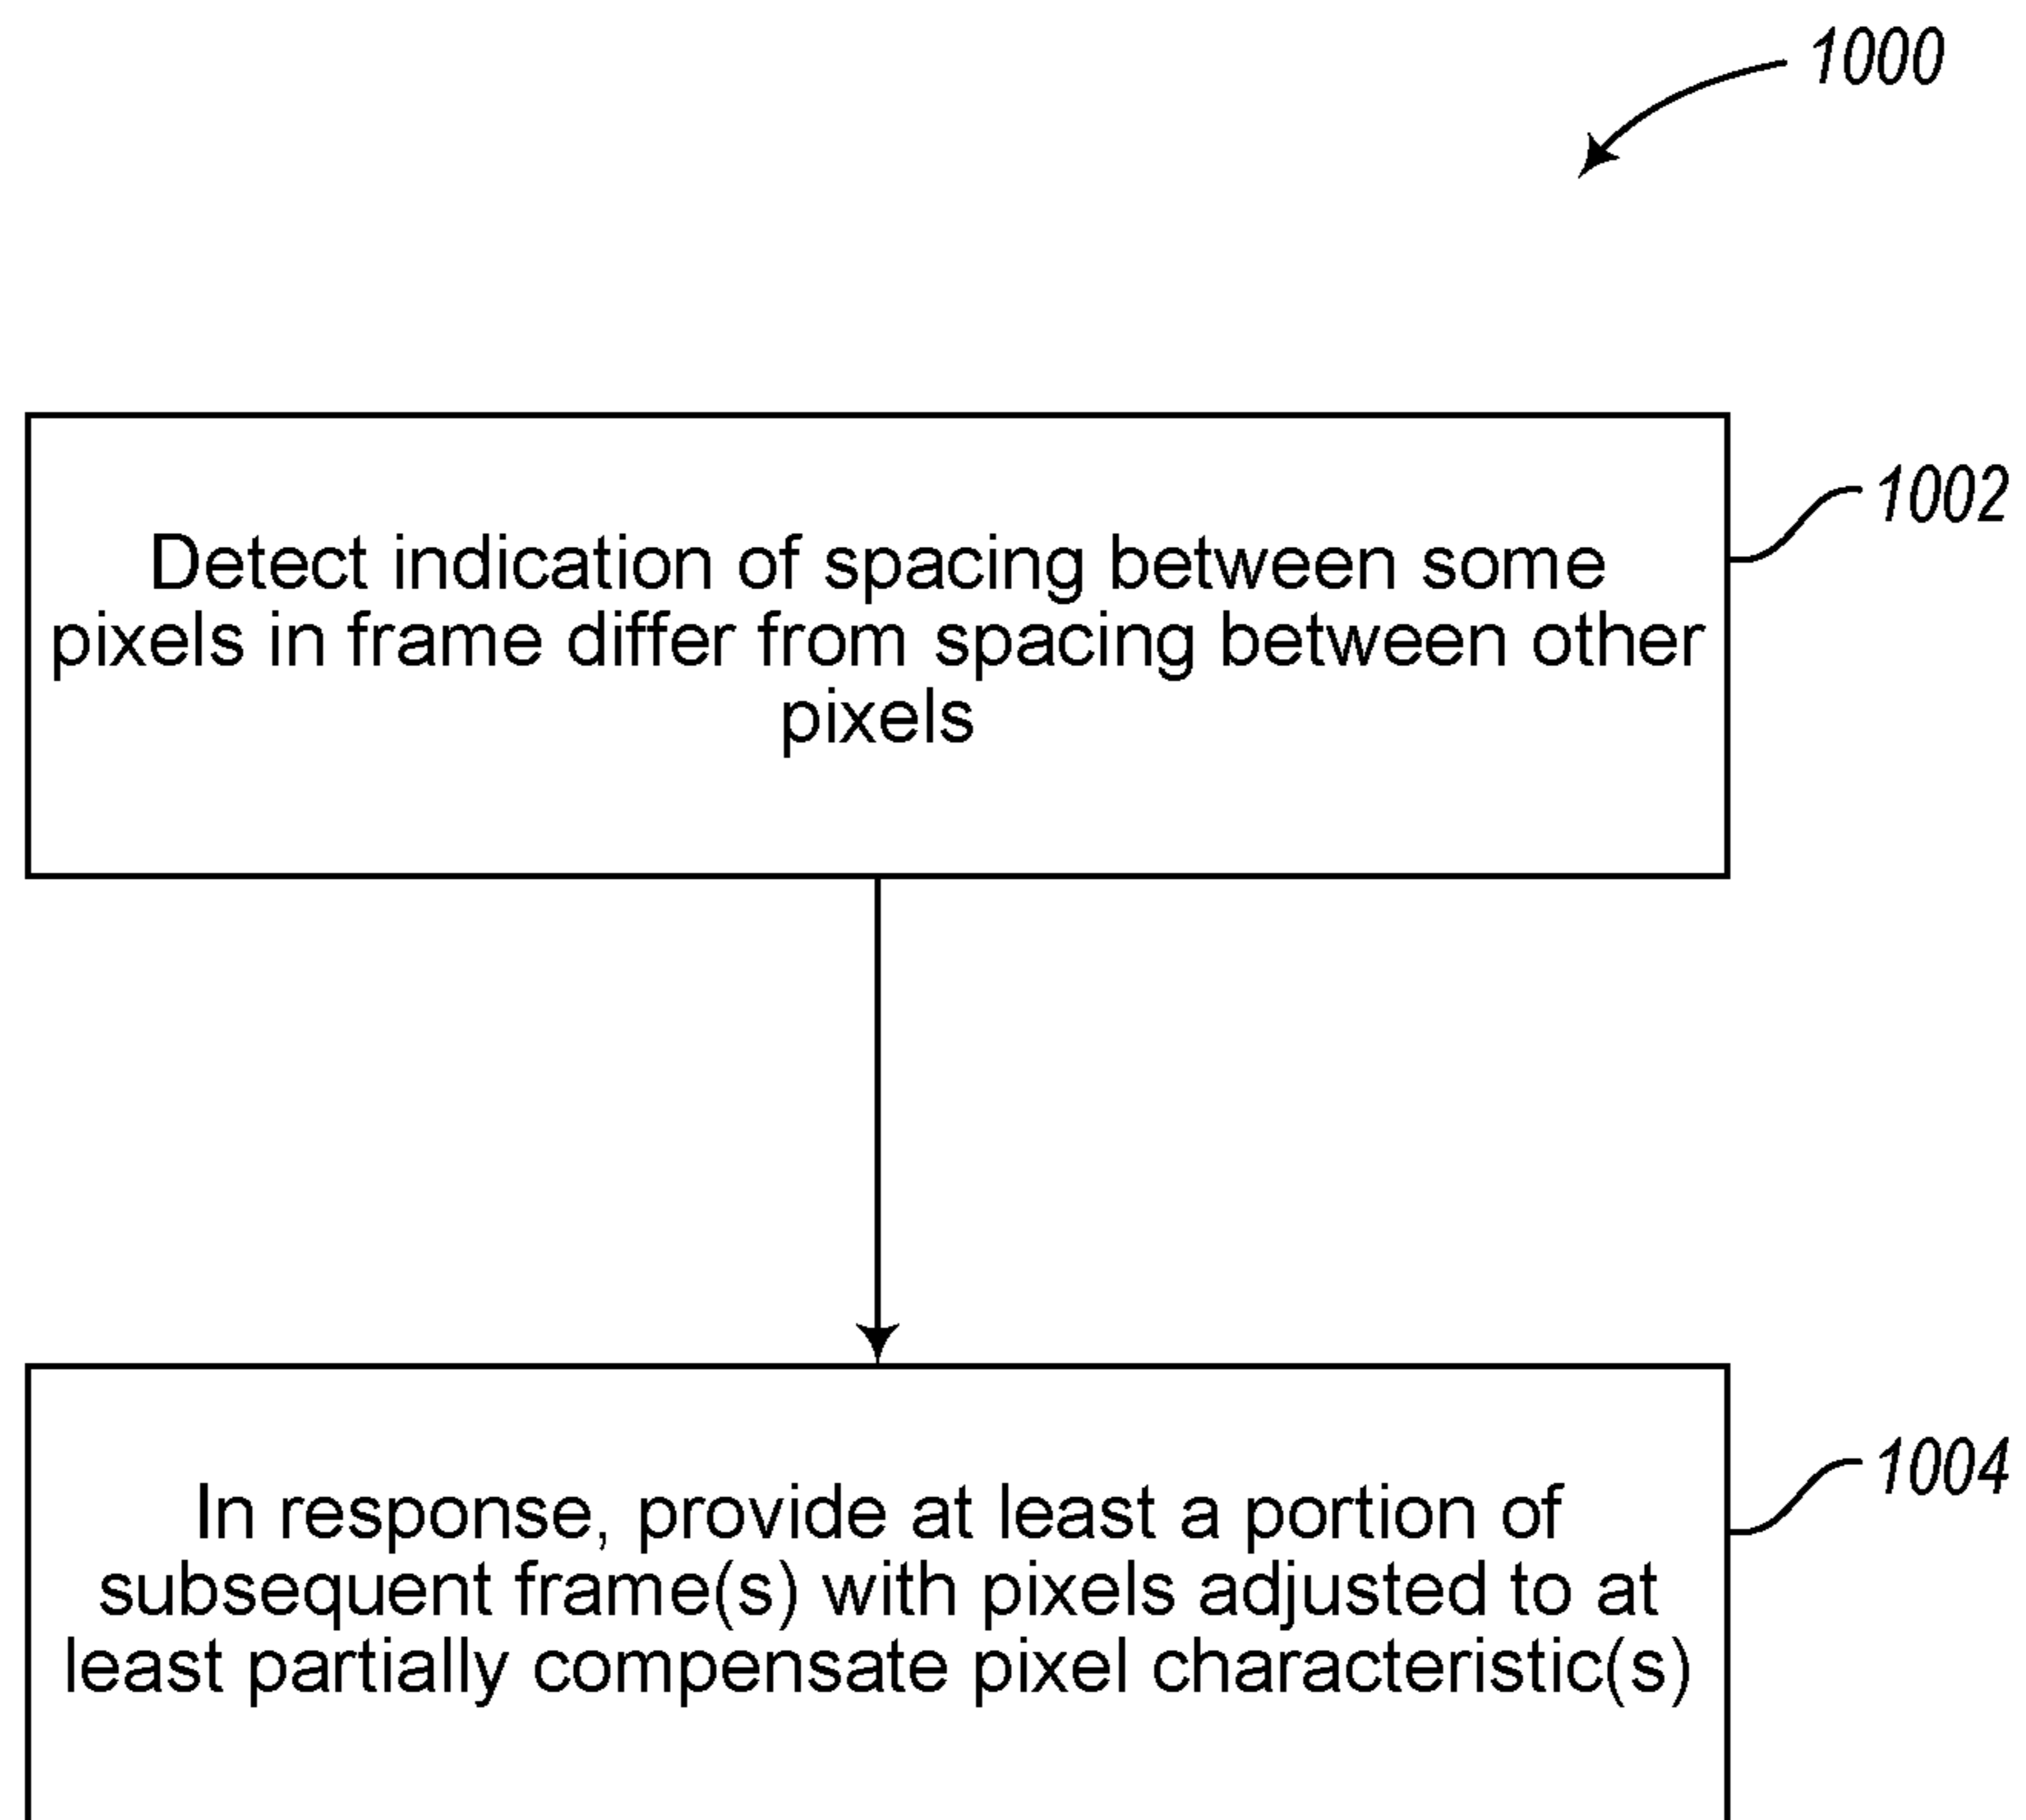 1000
1002
Detect indication of spacing between some
pixels in frame differ from spacing between other
pixels
1004
In response, provide at least a portion of
subsequent frame(s) with pixels adjusted to at
least partially compensate pixel characteristic(s)